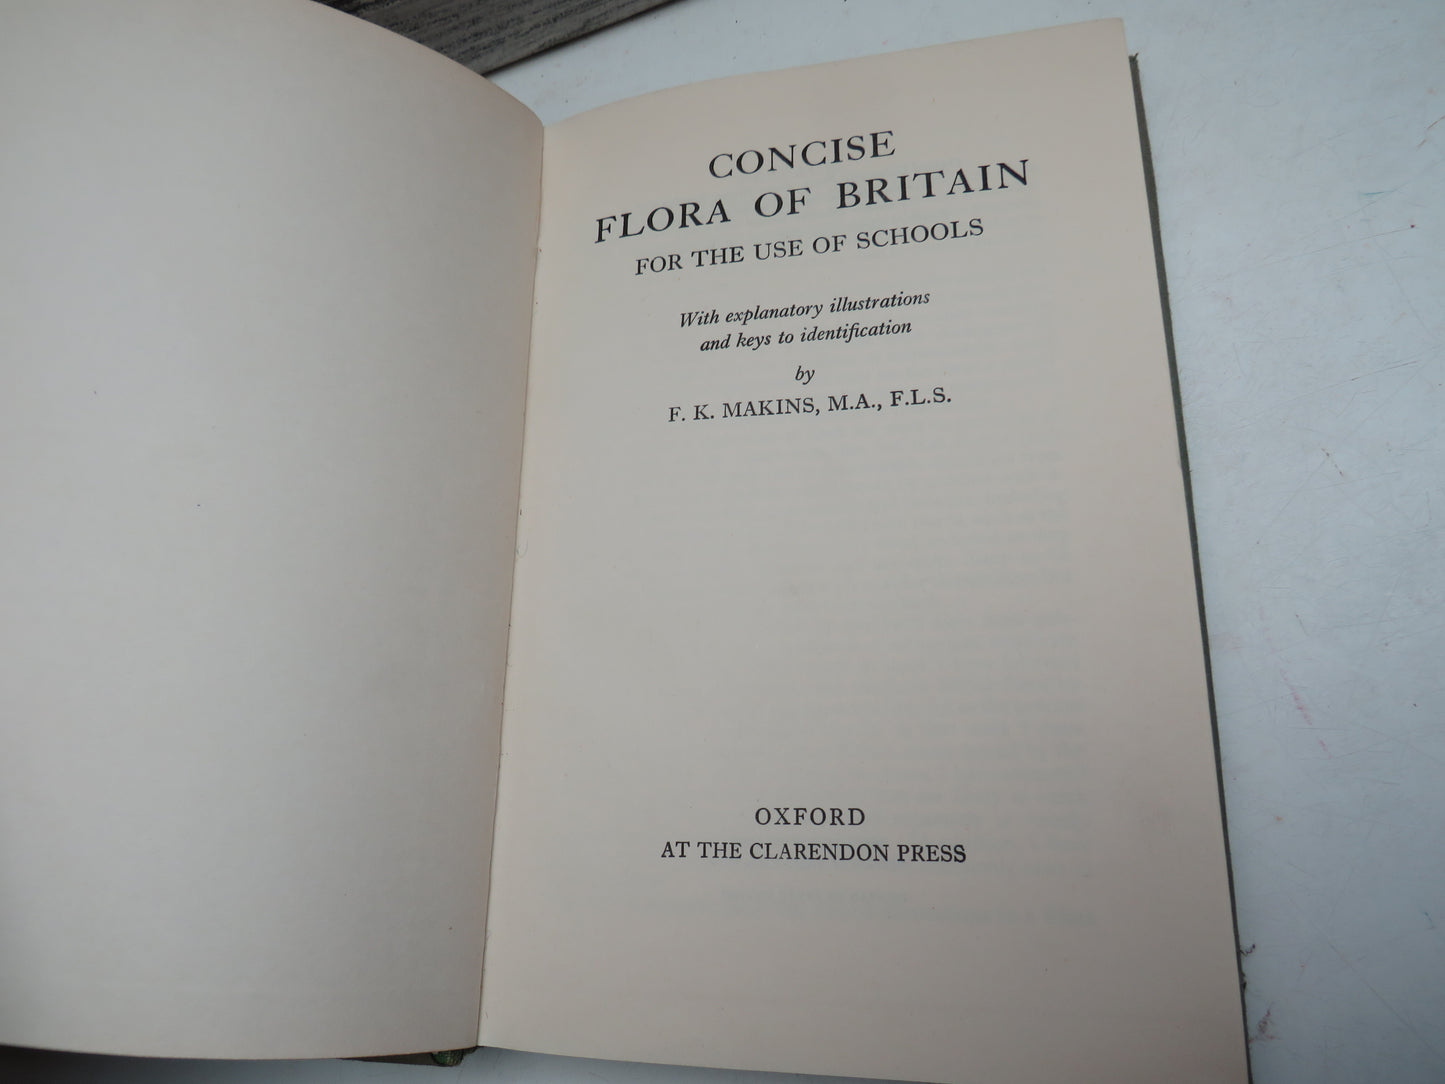 CONCISE
FLORA OF BRITAIN
FOR THE USE OF SCHOOLS
With explanatory illustrations
and keys to identification
by
F. K. MAKINS, M.A., F.L.S.
OXFORD
AT THE CLARENDON PRESS